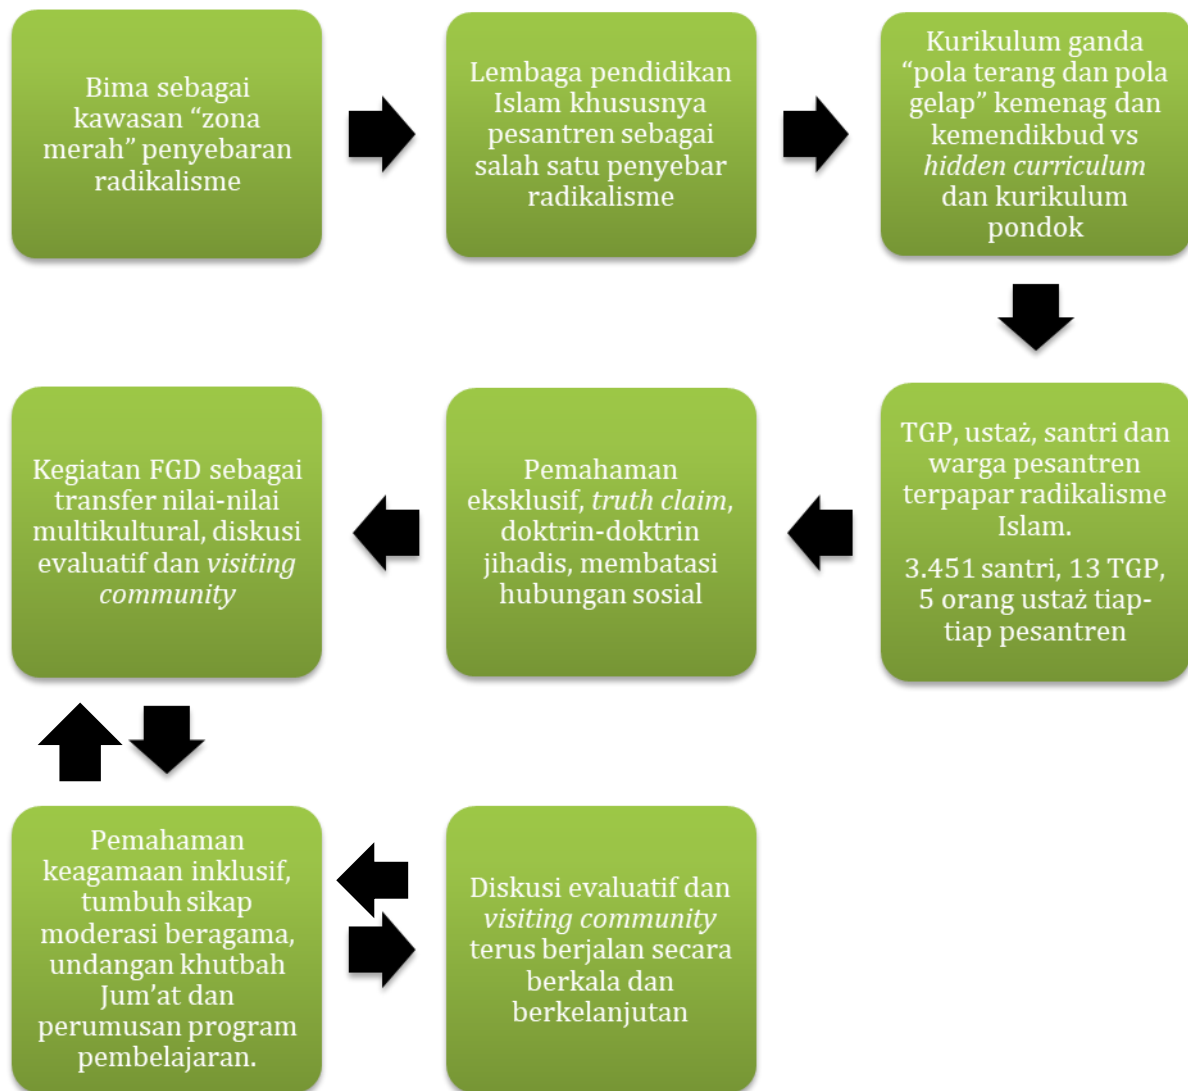 Bima sebagai
kawasan “zona
merah” penyebaran
radikalisme
Lembaga pendidikan
Islam khususnya
pesantren sebagai
salah satu penyebar
radikalisme
Kurikulum ganda
“pola terang dan pola
gelap” kemenag dan
kemendikbud vs
hidden curriculum
dan kurikulum
pondok
TGP, ustaż, santri dan
warga pesantren
terpapar radikalisme
Islam.
3.451 santri, 13 TGP,
5 orang ustaż tiap-
tiap pesantren
Pemahaman
eksklusif, truth claim,
doktrin-doktrin
jihadis, membatasi
hubungan sosial
Kegiatan FGD sebagai
transfer nilai-nilai
multikultural, diskusi
evaluatif dan visiting
community
Pemahaman
keagamaan inklusif,
tumbuh sikap
moderasi beragama,
undangan khutbah
Jum’at dan
perumusan program
pembelajaran.
Diskusi evaluatif dan
visiting community
terus berjalan secara
berkala dan
berkelanjutan